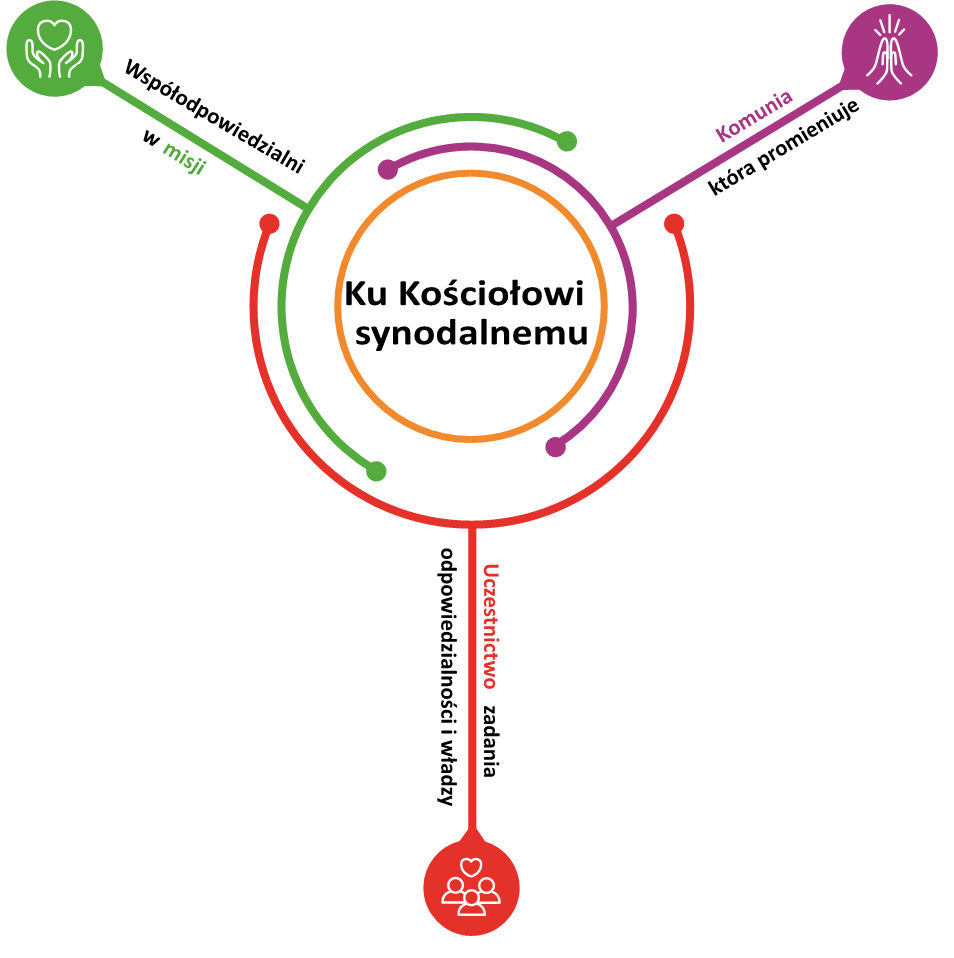 Współodpowiedzialni
w misji
Komunia
która promieniuje
Ku Kościołowi
synodalnemu
Uczestnictwo zadania
odpowiedzialności i władzy